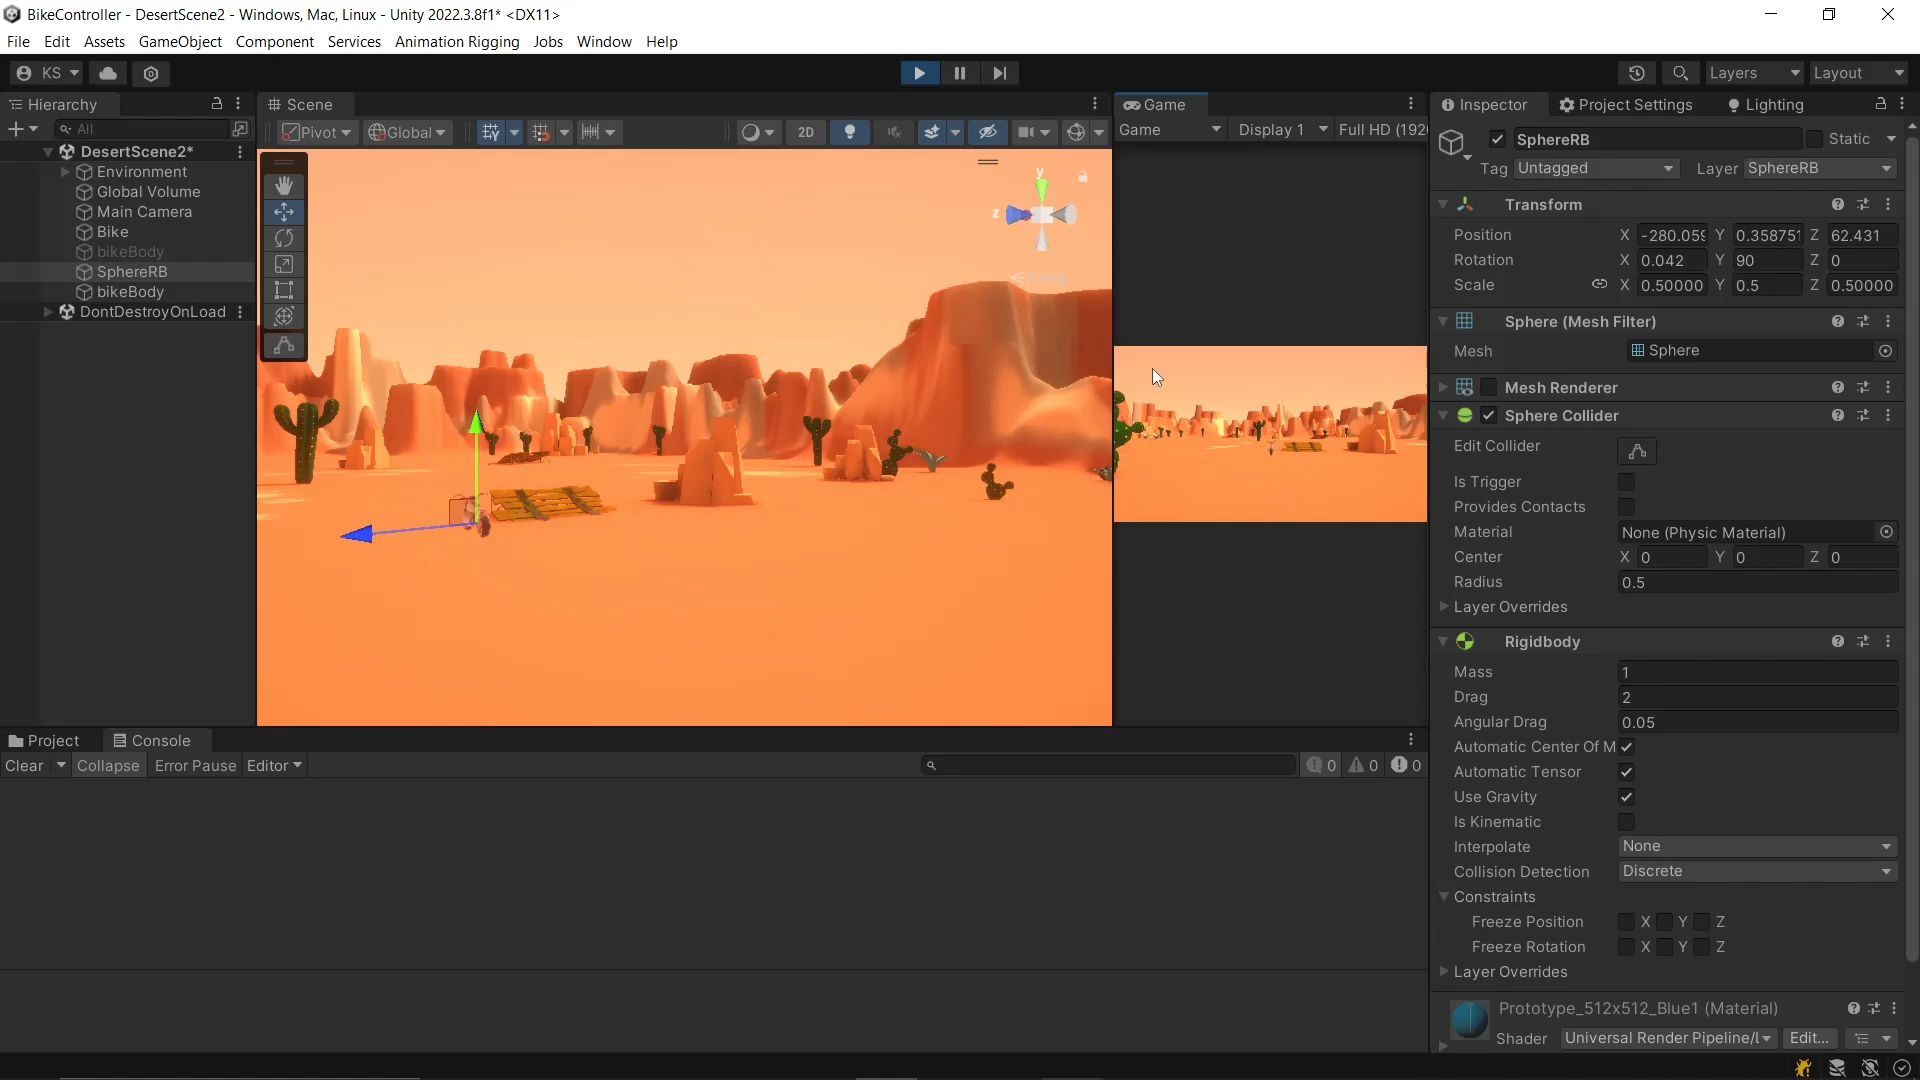 BikeController - DesertScene2 - Windows, Mac, Linux - Unity 2022.3.8f1* <DX11>
File Edit Assets GameObject Component Services Animation Rigging Jobs Window Help
KS Layers Layout
Hierarchy Scene Game Inspector Project Settings Lighting
All Pivot Global 2D Game Display 1 Full HD (192 SphereRB Static
Tag Untagged Layer SphereRB
DesertScene2*
Environment
Global Volume
Main Camera
Bike
bikeBody
SphereRB
bikeBody
DontDestroyOnLoad
y
z
Transform
Position X -280.059 Y 0.358751 Z 62.431
Rotation X 0.042 Y 90 Z 0
Scale X 0.50000 Y 0.5 Z 0.50000
Sphere (Mesh Filter)
Mesh Sphere
Mesh Renderer
Sphere Collider
Edit Collider
Is Trigger
Provides Contacts
Material None (Physic Material)
Center X 0 Y 0 Z 0
Radius 0.5
Layer Overrides
Rigidbody
Mass 1
Drag 2
Angular Drag 0.05
Automatic Center Of M
Automatic Tensor
Use Gravity
Is Kinematic
Interpolate None
Collision Detection Discrete
Constraints
Freeze Position X Y Z
Freeze Rotation X Y Z
Layer Overrides
Prototype_512x512_Blue1 (Material)
Shader Universal Render Pipeline/L Edit...
Project Console
Clear Collapse Error Pause Editor 0 0 0